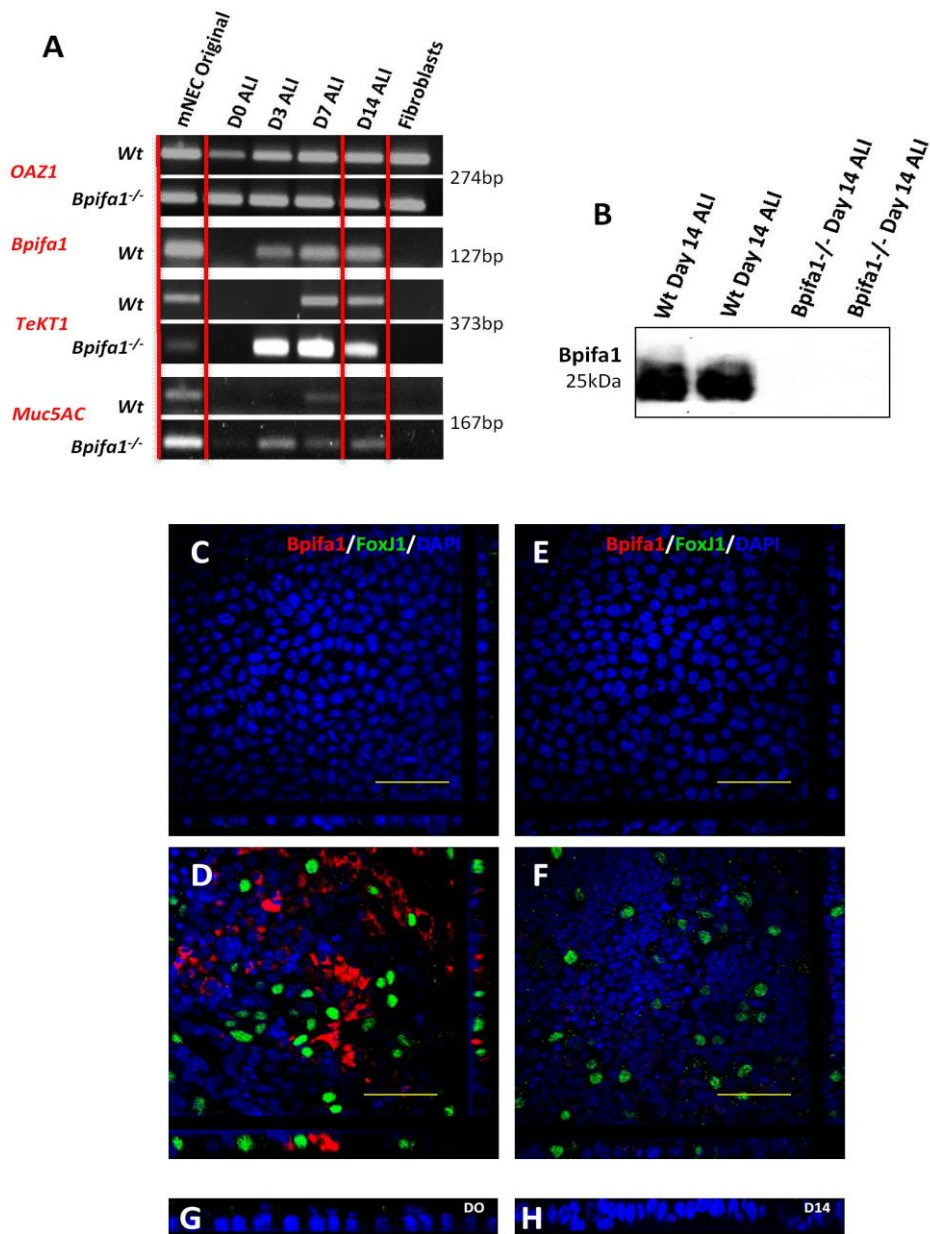 A
mNEC Original
D0 ALI
D3 ALI
D7 ALI
D14 ALI
Fibroblasts
OAZ1
Wt
Bpifa1-/-
274bp
Bpifa1
Wt
127bp
TeKT1
Wt
Bpifa1-/-
373bp
Muc5AC
Wt
Bpifa1-/-
167bp
B
Wt Day 14 ALI
Wt Day 14 ALI
Bpifa1-/- Day 14 ALI
Bpifa1-/- Day 14 ALI
Bpifa1
25kDa
C
Bpifa1/FoxJ1/DAPI
E
Bpifa1/FoxJ1/DAPI
D
F
G
DO
H
D14